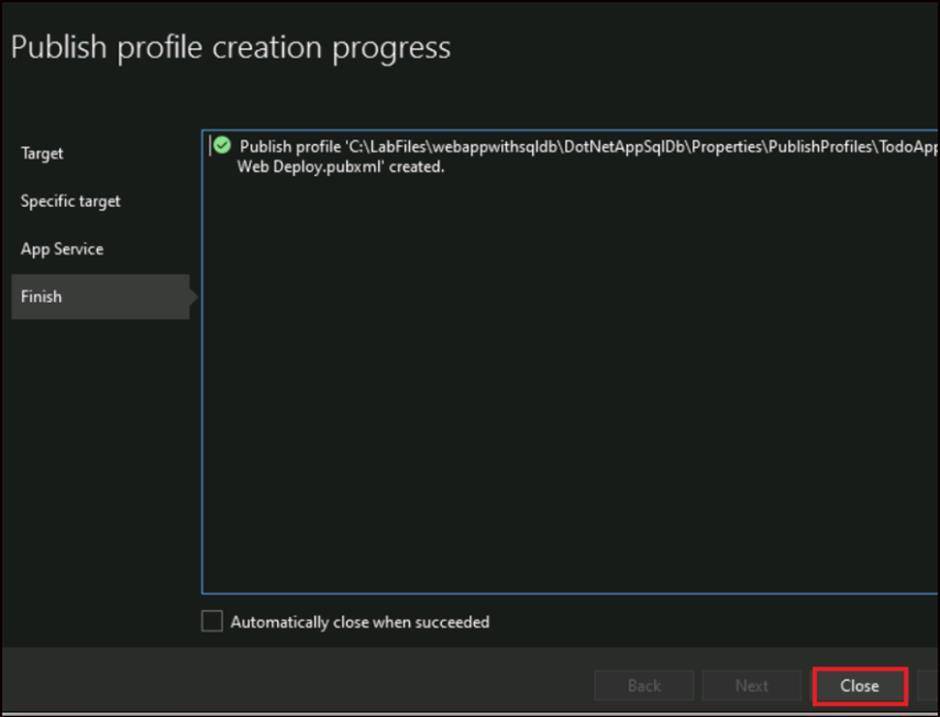 Publish profile creation progress
Target
Specific target
App Service
Finish
Publish profile 'C:\LabFiles\webappwithsqldb\DotNetAppSqlDb\Properties\PublishProfiles\TodoApp
Web Deploy.pubxml' created.
Automatically close when succeeded
Back
Next
Close